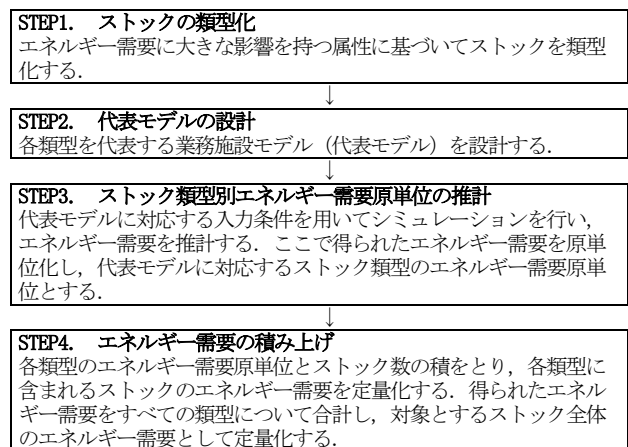 STEP1. ストックの類型化
エネルギー需要に大きな影響を持つ属性に基づいてストックを類型
化する．
↓
STEP2. 代表モデルの設計
各類型を代表する業務施設モデル（代表モデル）を設計する．
↓
STEP3. ストック類型別エネルギー需要原単位の推計
代表モデルに対応する入力条件を用いてシミュレーションを行い，
エネルギー需要を推計する．ここで得られたエネルギー需要を原単
位化し，代表モデルに対応するストック類型のエネルギー需要原単
位とする．
↓
STEP4. エネルギー需要の積み上げ
各類型のエネルギー需要原単位とストック数の積をとり，各類型に
含まれるストックのエネルギー需要を定量化する．得られたエネル
ギー需要をすべての類型について合計し，対象とするストック全体
のエネルギー需要として定量化する．